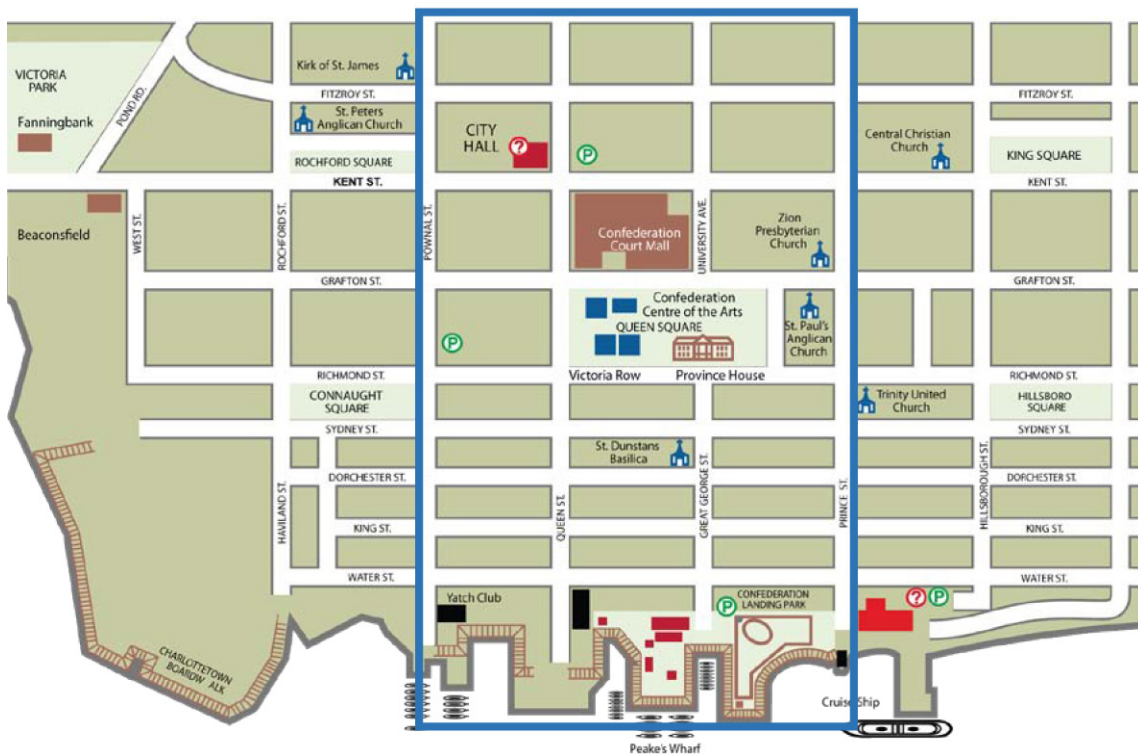 VICTORIA
PARK
Fanningbank
POND RD.
Kirk of St. James
FITZROY ST.
St. Peters
Anglican Church
ROCHFORD SQUARE
KENT ST.
CITY
HALL
?
P
FITZROY ST.
Central Christian
Church
KING SQUARE
KENT ST.
Beaconsfield
WEST ST.
ROCHFORD ST.
POWNAL ST.
Confederation
Court Mall
UNIVERSITY AVE.
Zion
Presbyterian
Church
GRAFTON ST.
GRAFTON ST.
P
Confederation
Centre of the Arts
QUEEN SQUARE
St. Paul's
Anglican
Church
Victoria Row
Province House
RICHMOND ST.
RICHMOND ST.
CONNAUGHT
SQUARE
Trinity United
Church
HILLSBORO
SQUARE
SYDNEY ST.
SYDNEY ST.
St. Dunstans
Basilica
DORCHESTER ST.
DORCHESTER ST.
HAVILAND ST.
QUEEN ST.
GREAT GEORGE ST.
PRINCE ST.
HILLSBOROUGH ST.
KING ST.
KING ST.
WATER ST.
WATER ST.
Yatch Club
P
CONFEDERATION
LANDING PARK
?
P
CHARLOTTETOWN
BOARDW ALK
Cruise Ship
Peake's Wharf